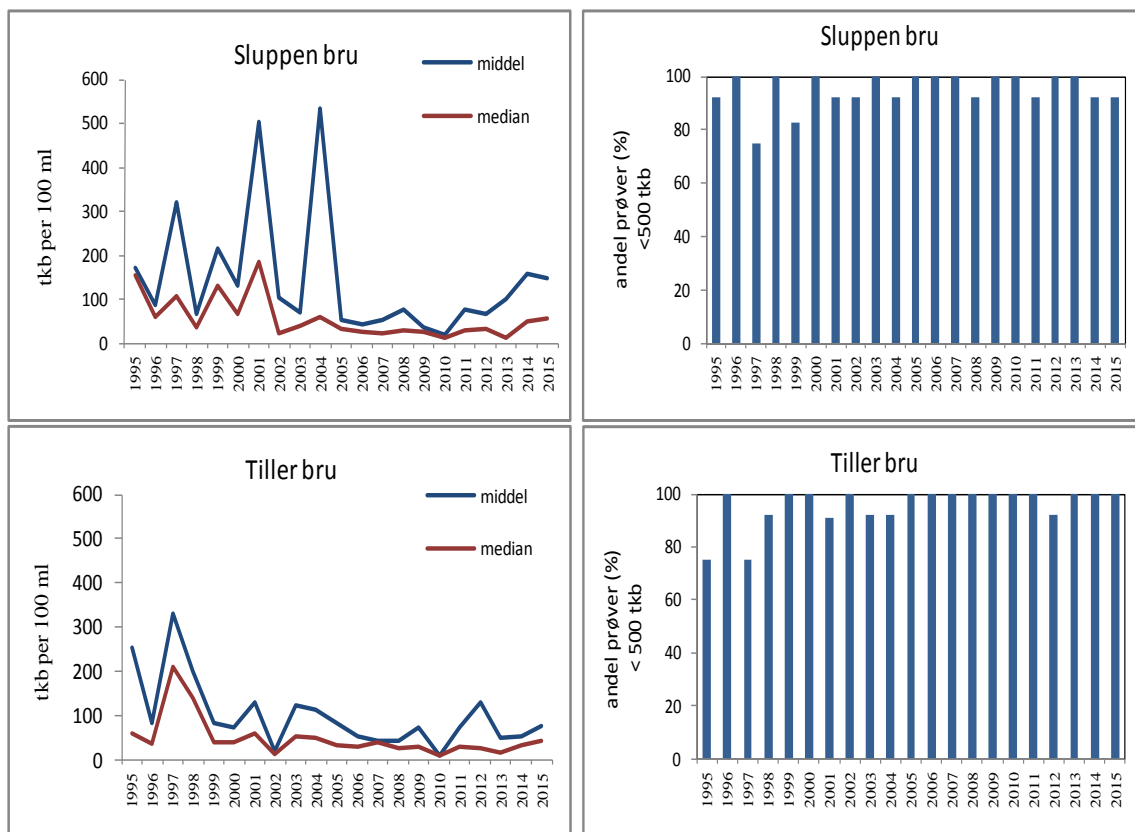 Sluppen bru
middel
median
tkb per 100 ml
600
500
400
300
200
100
0
1995 1996 1997 1998 1999 2000 2001 2002 2003 2004 2005 2006 2007 2008 2009 2010 2011 2012 2013 2014 2015
Sluppen bru
andel prøver (%)
<500 tkb
100
80
60
40
20
0
1995 1996 1997 1998 1999 2000 2001 2002 2003 2004 2005 2006 2007 2008 2009 2010 2011 2012 2013 2014 2015
Tiller bru
middel
median
tkb per 100 ml
600
500
400
300
200
100
0
1995 1996 1997 1998 1999 2000 2001 2002 2003 2004 2005 2006 2007 2008 2009 2010 2011 2012 2013 2014 2015
Tiller bru
andel prøver (%)
< 500 tkb
100
80
60
40
20
0
1995 1996 1997 1998 1999 2000 2001 2002 2003 2004 2005 2006 2007 2008 2009 2010 2011 2012 2013 2014 2015